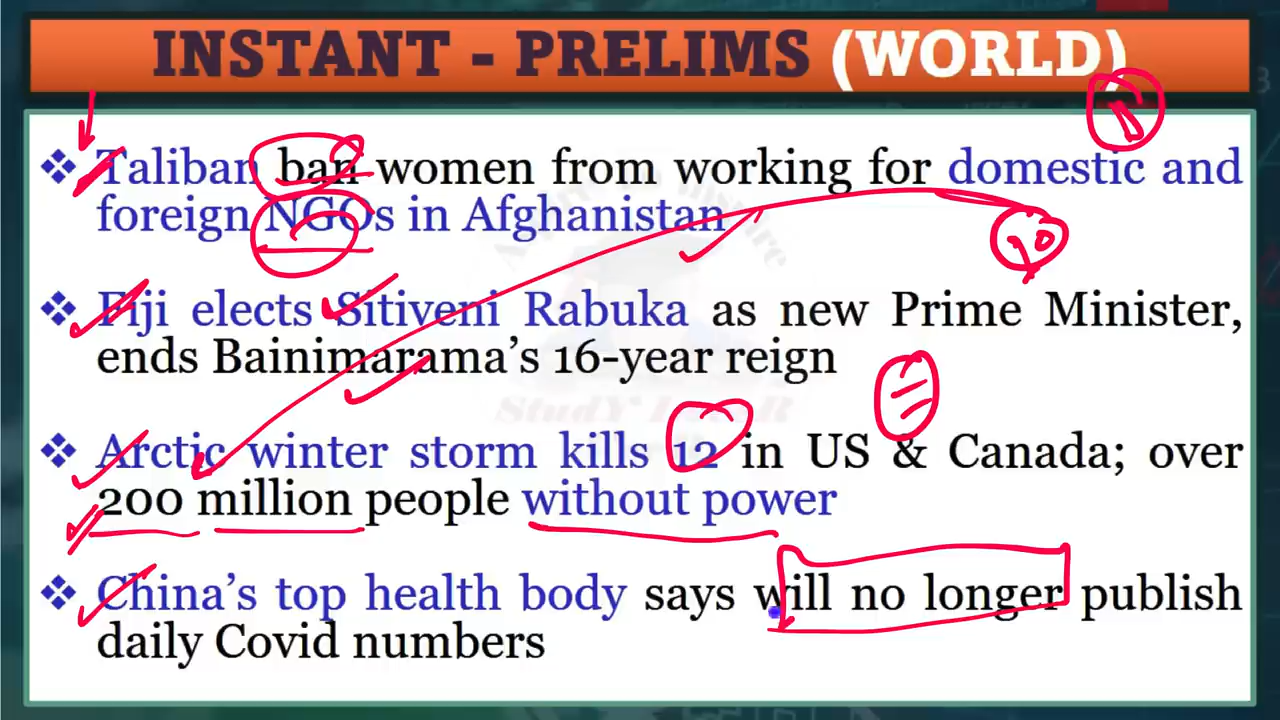 INSTANT - PRELIMS (WORLD)
❖ Taliban ban women from working for domestic and
foreign NGOs in Afghanistan
❖ Fiji elects Sitiveni Rabuka as new Prime Minister,
ends Bainimarama's 16-year reign
❖ Arctic winter storm kills 12 in US & Canada; over
200 million people without power
❖ China's top health body says will no longer publish
daily Covid numbers